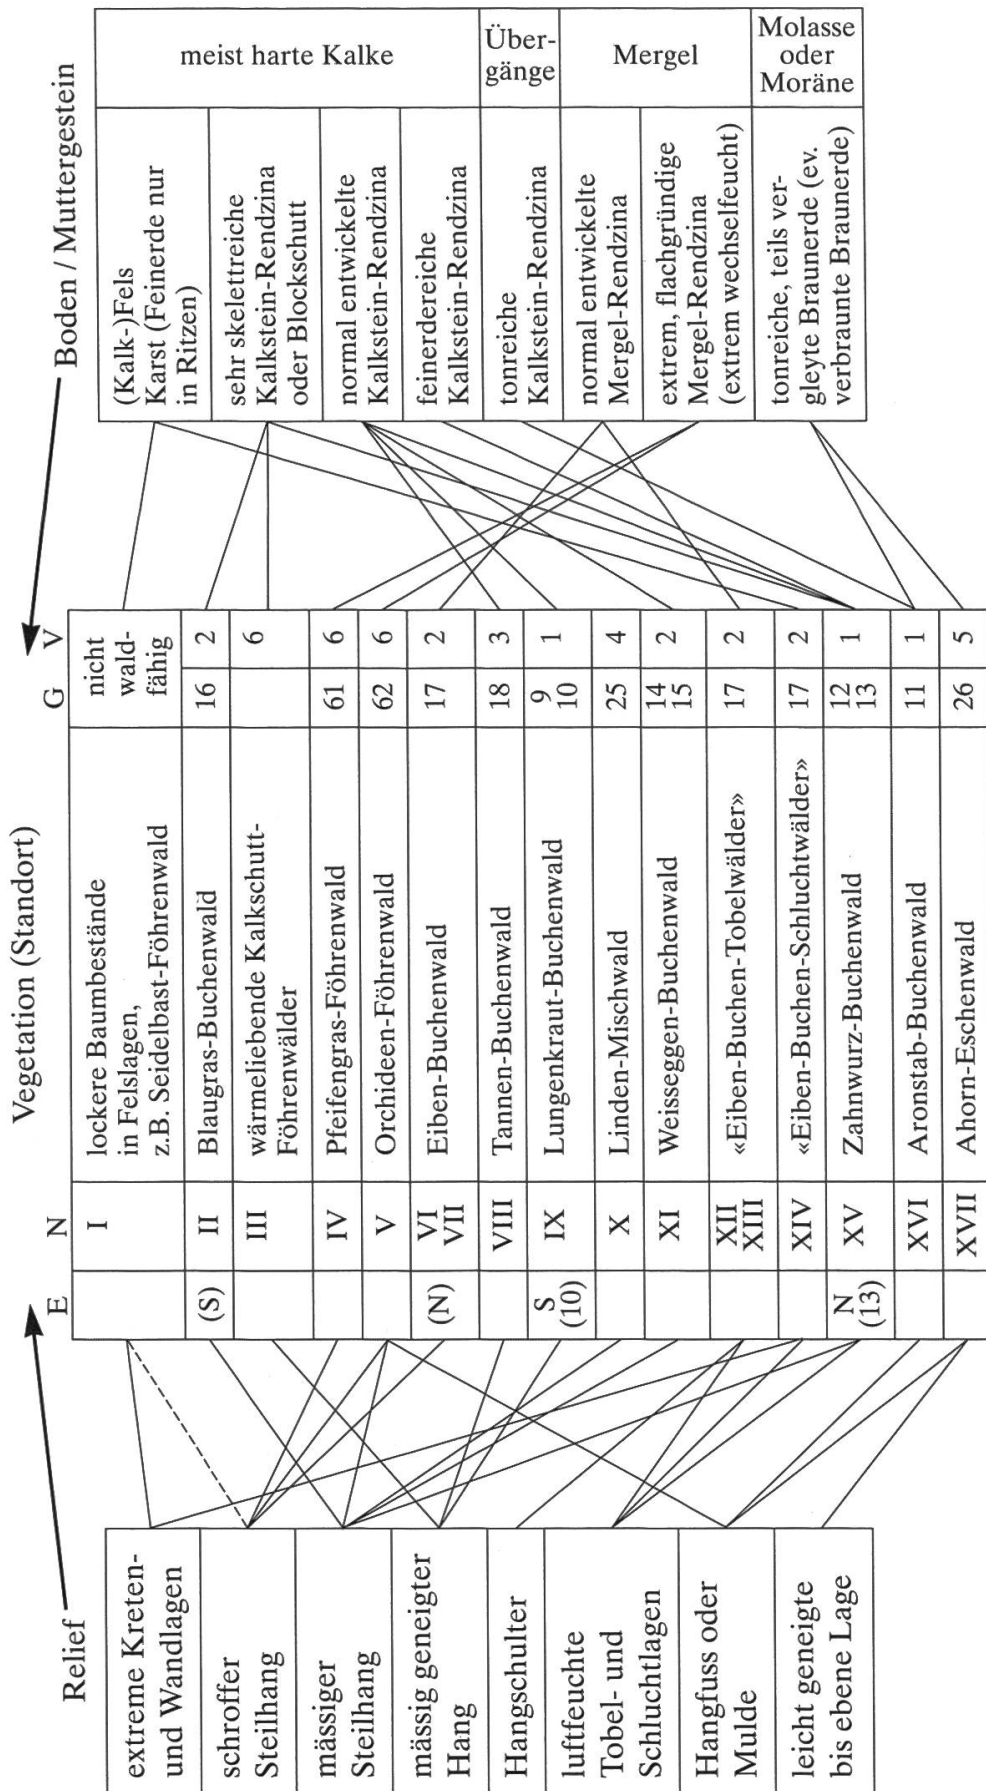 Relief
Vegetation (Standort)
Boden / Muttergestein
E N G V
extreme Kreten-
und Wandlagen
schroffer
Steilhang
mässiger
Steilhang
mässig geneigter
Hang
Hangschulter
luftfeuchte
Tobel- und
Schluchtlagen
Hangfuss oder
Mulde
leicht geneigte
bis ebene Lage
I lockere Baumbestände nicht
in Felslagen, wald-
z.B. Seidelbast-Föhrenwald fähig
(S) II Blaugras-Buchenwald 16 2
III wärmeliebende Kalkschutt- 6
Föhrenwälder
IV Pfeifengras-Föhrenwald 61 6
V Orchideen-Föhrenwald 62 6
(N) VI Eiben-Buchenwald 17 2
VII
VIII Tannen-Buchenwald 18 3
S IX Lungenkraut-Buchenwald 9 1
(10) 10
X Linden-Mischwald 25 4
XI Weisseggen-Buchenwald 14 2
15
XII «Eiben-Buchen-Tobelwälder» 17 2
XIII
XIV «Eiben-Buchen-Schluchtwälder» 17 2
N XV Zahnwurz-Buchenwald 12 1
(13) 13
XVI Aronstab-Buchenwald 11 1
XVII Ahorn-Eschenwald 26 5
(Kalk-)Fels
Karst (Feinerde nur
in Ritzen)
sehr skelettreiche
Kalkstein-Rendzina
oder Blockschutt
normal entwickelte
Kalkstein-Rendzina
feinerdereiche
Kalkstein-Rendzina
tonreiche
Kalkstein-Rendzina
normal entwickelte
Mergel-Rendzina
extrem, flachgründige
Mergel-Rendzina
(extrem wechselfeucht)
tonreiche, teils ver-
gleyte Braunerde (ev.
verbraunte Braunerde)
meist harte Kalke
Über-
gänge
Mergel
Molasse
oder
Moräne